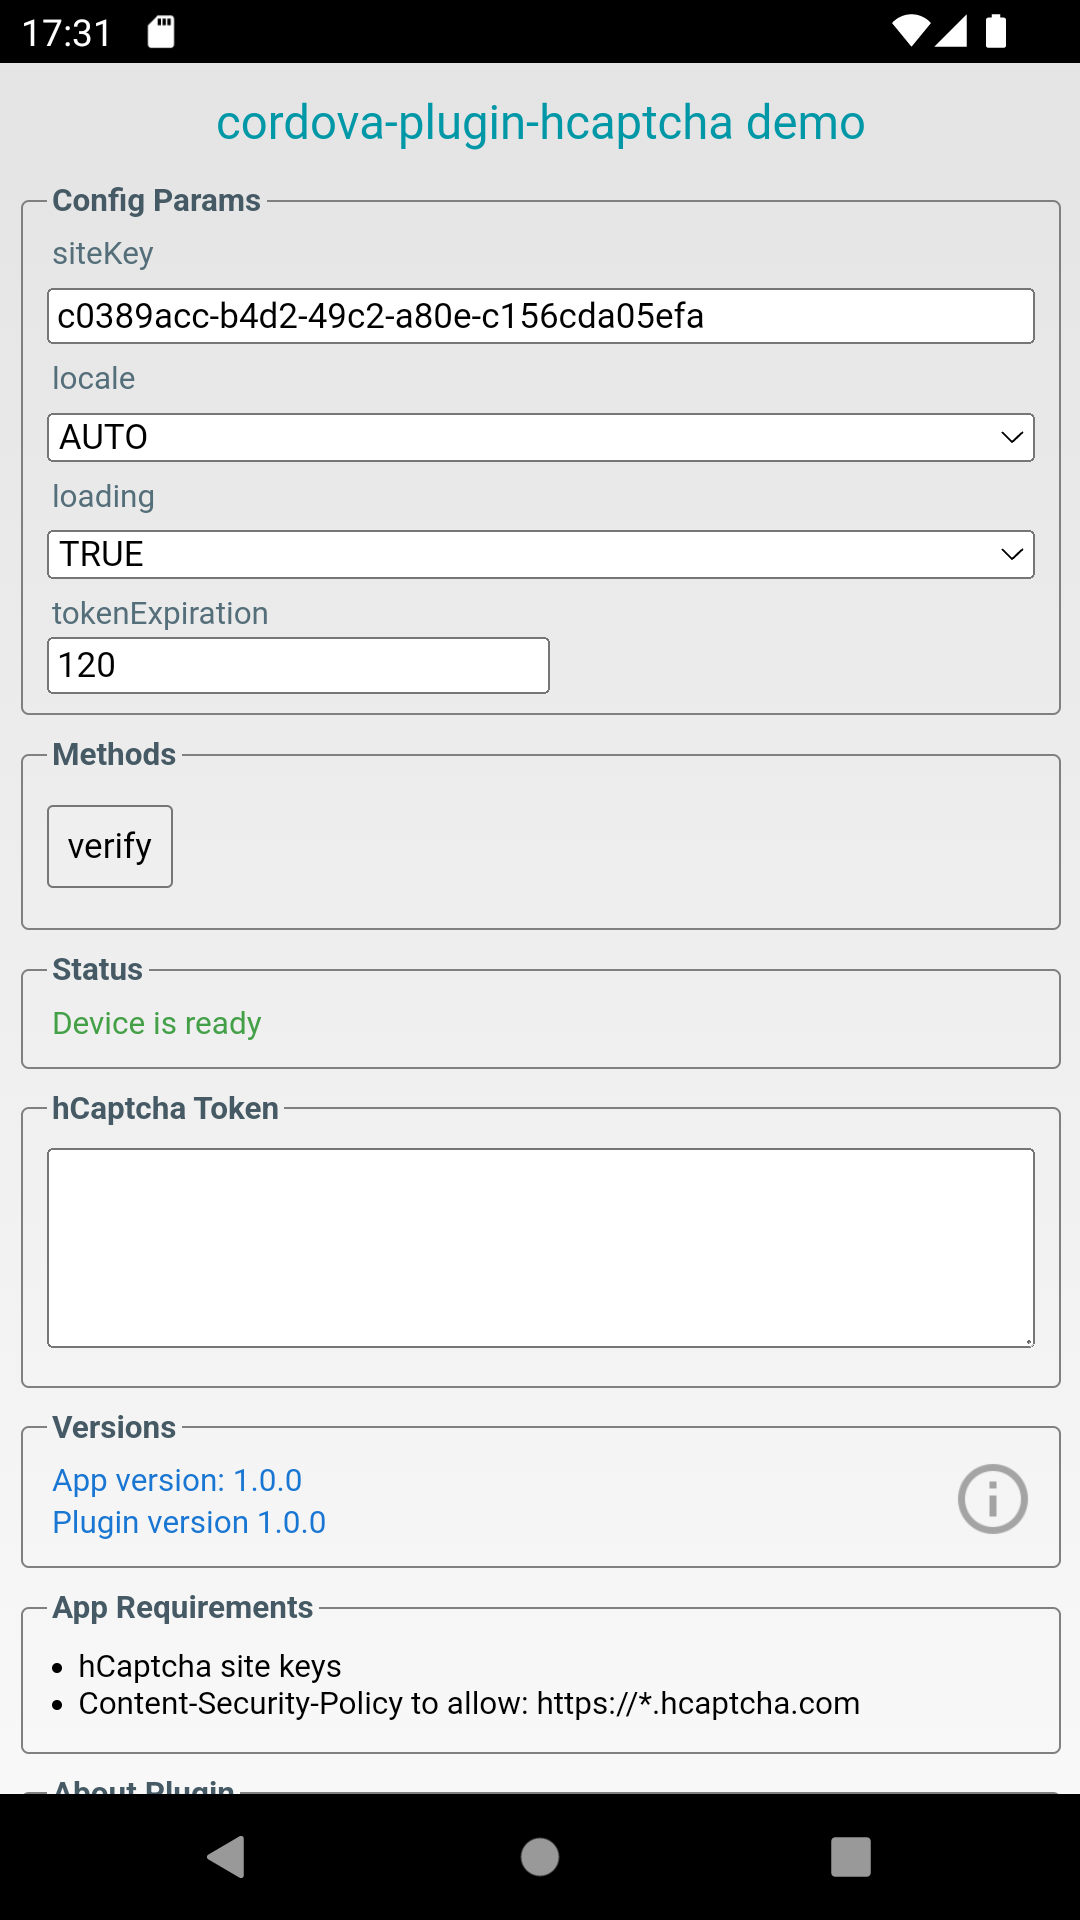 17:31
cordova-plugin-hcaptcha demo
Config Params
siteKey
c0389acc-b4d2-49c2-a80e-c156cda05efa
locale
AUTO
loading
TRUE
tokenExpiration
120
Methods
verify
Status
Device is ready
hCaptcha Token
Versions
App version: 1.0.0
Plugin version 1.0.0
App Requirements
• hCaptcha site keys
• Content-Security-Policy to allow: https://*.hcaptcha.com
About Plugin